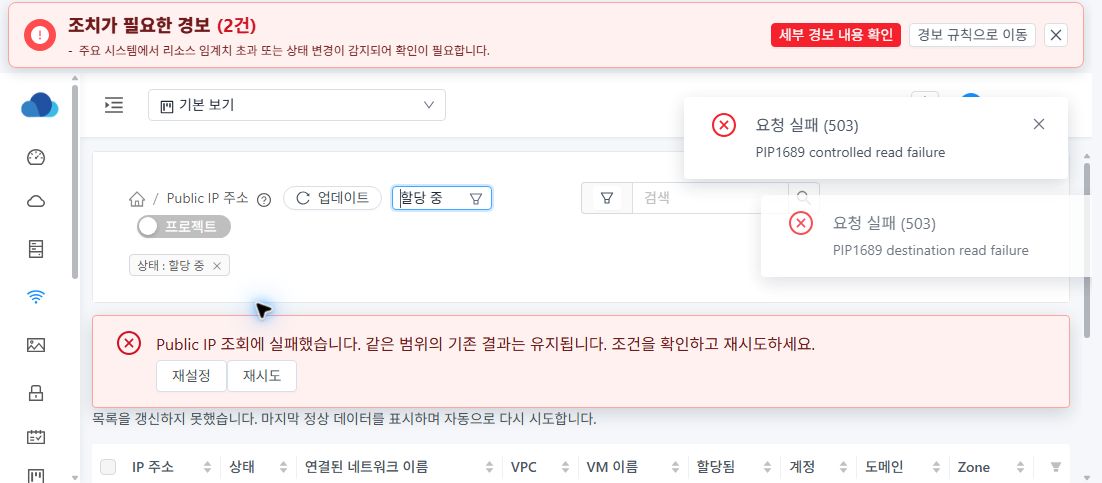 조치가 필요한 경보 (2건)
- 주요 시스템에서 리소스 임계치 초과 또는 상태 변경이 감지되어 확인이 필요합니다.
세부 경보 내용 확인
경보 규칙으로 이동
기본 보기
요청 실패 (503)
PIP1689 controlled read failure
/ Public IP 주소
업데이트
할당 중
검색
프로젝트
요청 실패 (503)
PIP1689 destination read failure
상태 : 할당 중
Public IP 조회에 실패했습니다. 같은 범위의 기존 결과는 유지됩니다. 조건을 확인하고 재시도하세요.
재설정
재시도
목록을 갱신하지 못했습니다. 마지막 정상 데이터를 표시하며 자동으로 다시 시도합니다.
IP 주소 상태 연결된 네트워크 이름 VPC VM 이름 할당됨 계정 도메인 Zone